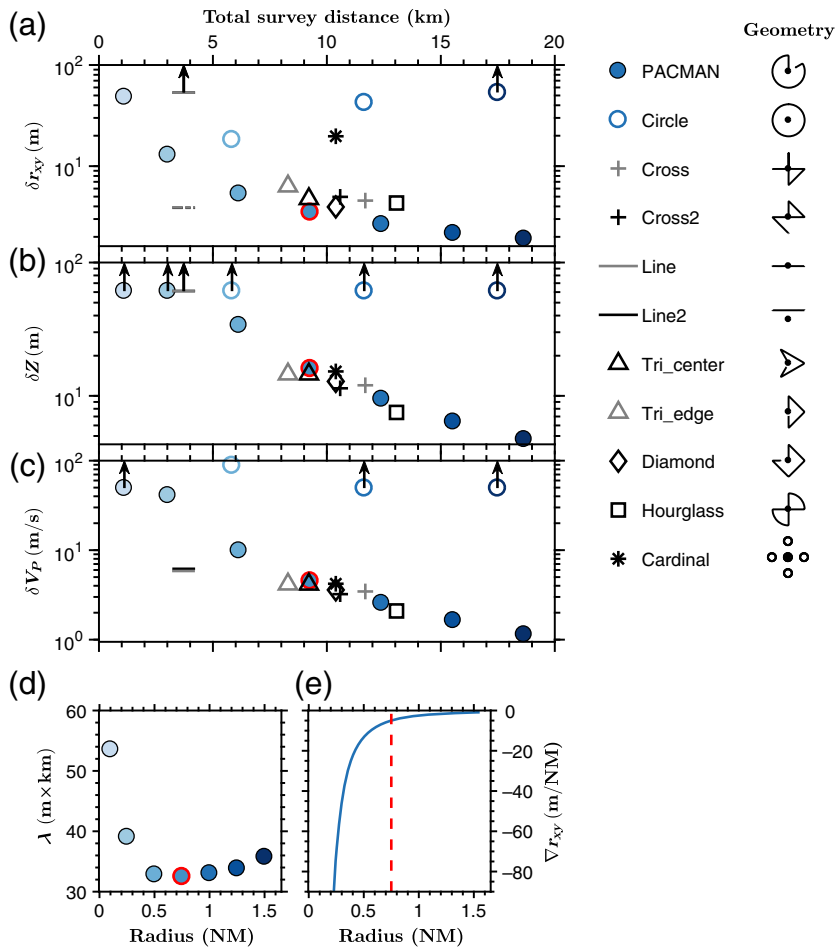 (a)
Total survey distance (km)
0 5 10 15 20
10² 10¹
δr_xy (m)
(b)
10² 10¹
δZ (m)
(c)
10² 10¹ 10⁰
δV_P (m/s)
Geometry
PACMAN
Circle
Cross
Cross2
Line
Line2
Tri_center
Tri_edge
Diamond
Hourglass
Cardinal
(d)
60 50 40 30
λ (m×km)
0 0.5 1 1.5
Radius (NM)
(e)
0 −20 −40 −60 −80
∇r_xy (m/NM)
0 0.5 1 1.5
Radius (NM)